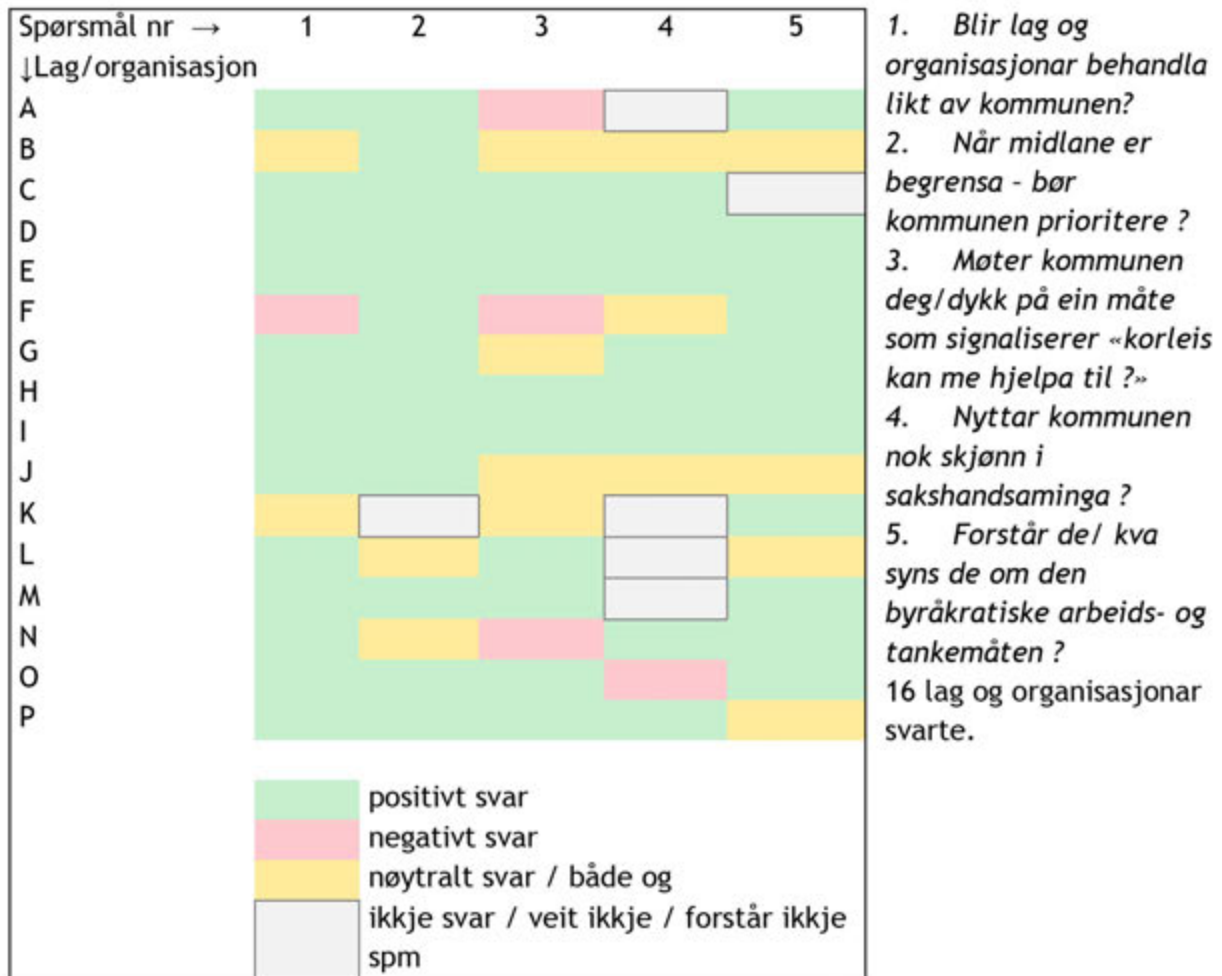 Spørsmål nr → 1 2 3 4 5
↓Lag/organisasjon
A
B
C
D
E
F
G
H
I
J
K
L
M
N
O
P
positivt svar
negativt svar
nøytralt svar / både og
ikkje svar / veit ikkje / forstår ikkje
spm
1. Blir lag og
organisasjonar behandla
likt av kommunen?
2. Når midlane er
begrensa - bør
kommunen prioritere ?
3. Møter kommunen
deg/dykk på ein måte
som signaliserer «korleis
kan me hjelpa til ?»
4. Nyttar kommunen
nok skjønn i
sakshandsaminga ?
5. Forstår de/ kva
syns de om den
byråkratiske arbeids- og
tankemåten ?
16 lag og organisasjonar
svarte.